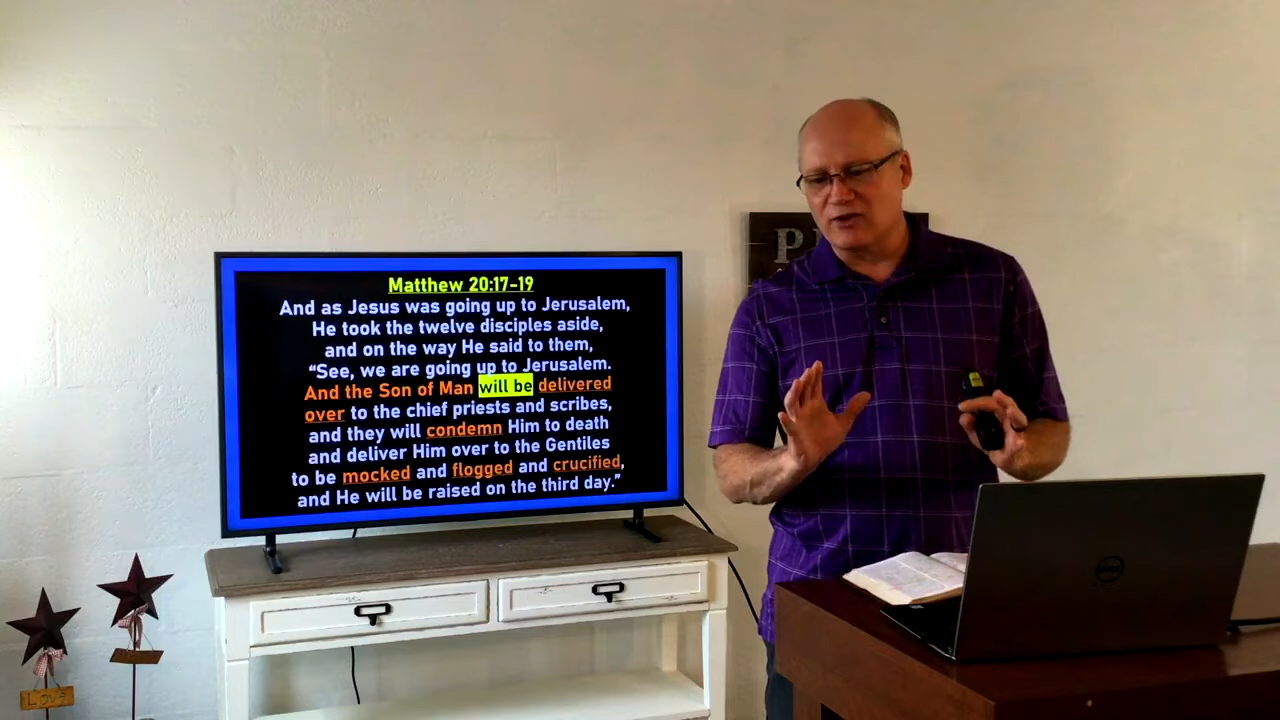 Matthew 20:17-19
And as Jesus was going up to Jerusalem,
He took the twelve disciples aside,
and on the way He said to them,
“See, we are going up to Jerusalem.
And the Son of Man will be delivered
over to the chief priests and scribes,
and they will condemn Him to death
and deliver Him over to the Gentiles
to be mocked and flogged and crucified,
and He will be raised on the third day.”
DELL
Love